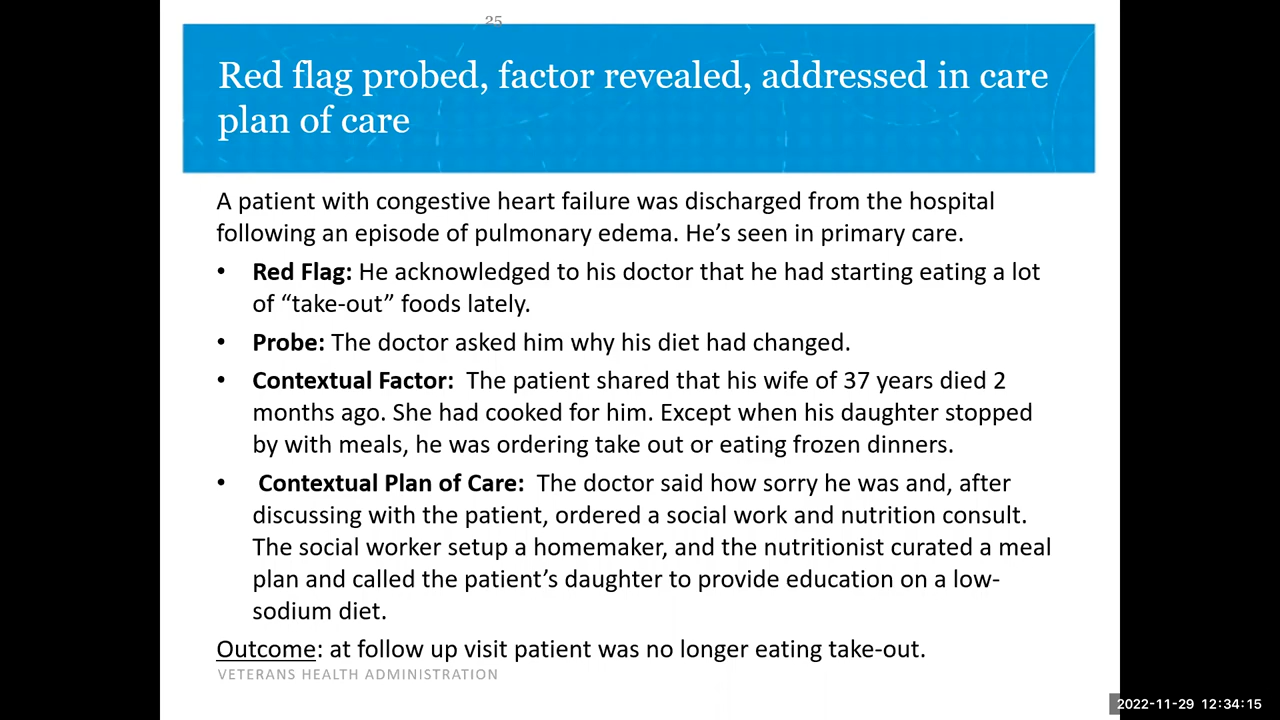 25
Red flag probed, factor revealed, addressed in care
plan of care
A patient with congestive heart failure was discharged from the hospital
following an episode of pulmonary edema. He’s seen in primary care.
• Red Flag: He acknowledged to his doctor that he had starting eating a lot
of “take-out” foods lately.
• Probe: The doctor asked him why his diet had changed.
• Contextual Factor: The patient shared that his wife of 37 years died 2
months ago. She had cooked for him. Except when his daughter stopped
by with meals, he was ordering take out or eating frozen dinners.
• Contextual Plan of Care: The doctor said how sorry he was and, after
discussing with the patient, ordered a social work and nutrition consult.
The social worker setup a homemaker, and the nutritionist curated a meal
plan and called the patient’s daughter to provide education on a low-
sodium diet.
Outcome: at follow up visit patient was no longer eating take-out.
VETERANS HEALTH ADMINISTRATION
2022-11-29 12:34:15